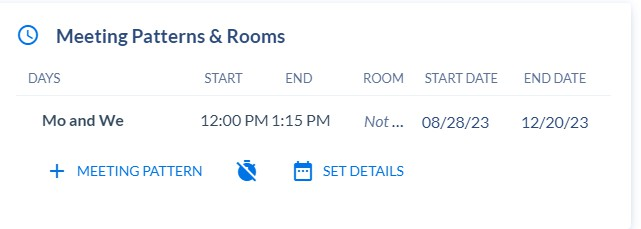 Meeting Patterns & Rooms
DAYS START END ROOM START DATE END DATE
Mo and We 12:00 PM 1:15 PM Not ... 08/28/23 12/20/23
+ MEETING PATTERN SET DETAILS